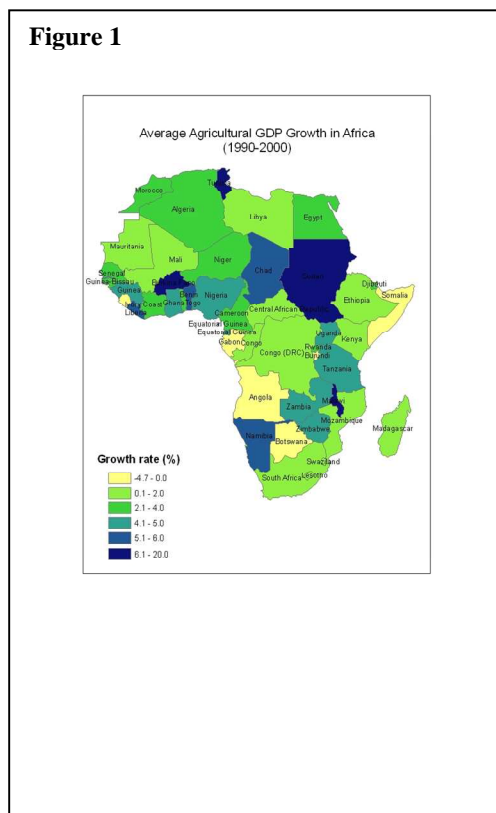 Figure 1
Average Agricultural GDP Growth in Africa
(1990-2000)
Morocco
Algeria
Libya
Egypt
Mauritania
Mali
Niger
Chad
Senegal
Guinea-Bissau
Guinea
Benin
Nigeria
Djibouti
Somalia
Ethiopia
Central African
Liberia
Coast
Ghana
Togo
Cameroon
Equatorial Guinea
Equatorial Guinea
Gabon
Congo
Congo (DRC)
Uganda
Kenya
Rwanda
Burundi
Tanzania
Angola
Zambia
Mozambique
Zimbabwe
Madagascar
Namibia
Botswana
Swaziland
South Africa
Lesotho
Growth rate (%)
-4.7 - 0.0
0.1 - 2.0
2.1 - 4.0
4.1 - 5.0
5.1 - 6.0
6.1 - 20.0